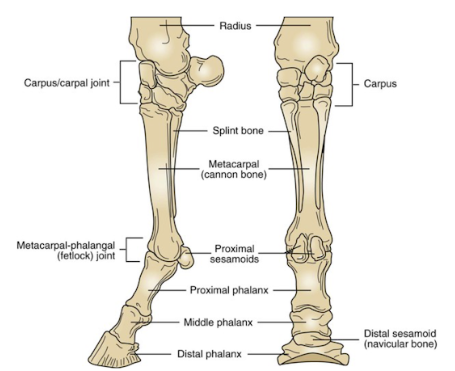 Radius
Carpus/carpal joint
Carpus
Splint bone
Metacarpal
(cannon bone)
Metacarpal-phalangal
(fetlock) joint
Proximal
sesamoids
Proximal phalanx
Middle phalanx
Distal sesamoid
(navicular bone)
Distal phalanx